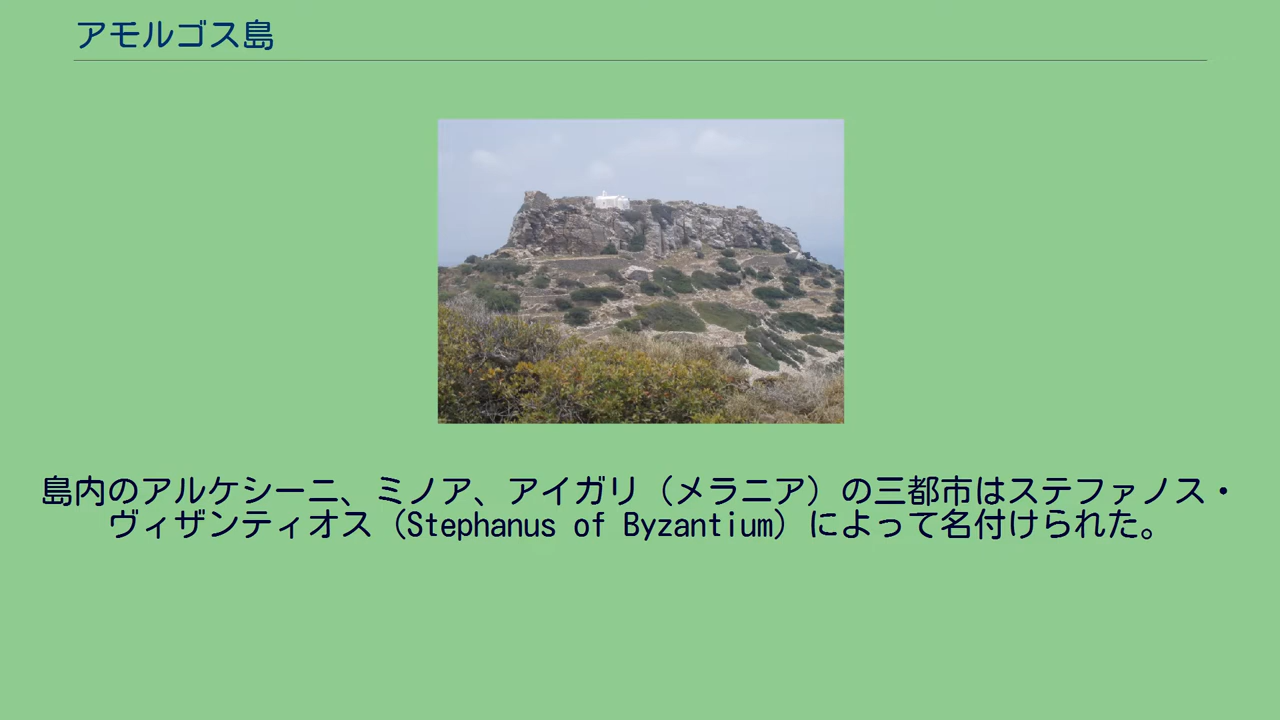 アモルゴス島
島内のアルケシーニ、ミノア、アイガリ（メラニア）の三都市はステファノス・
ヴィザンティオス（Stephanus of Byzantium）によって名付けられた。